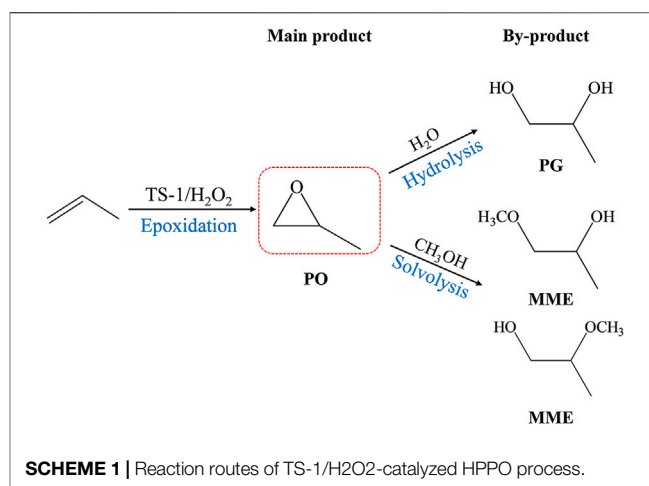 Main product
By-product
HO
OH
H₂O
Hydrolysis
PG
TS-1/H₂O₂
Epoxidation
O
PO
CH₃OH
Solvolysis
H₃CO
OH
MME
HO
OCH₃
MME
SCHEME 1 | Reaction routes of TS-1/H2O2-catalyzed HPPO process.